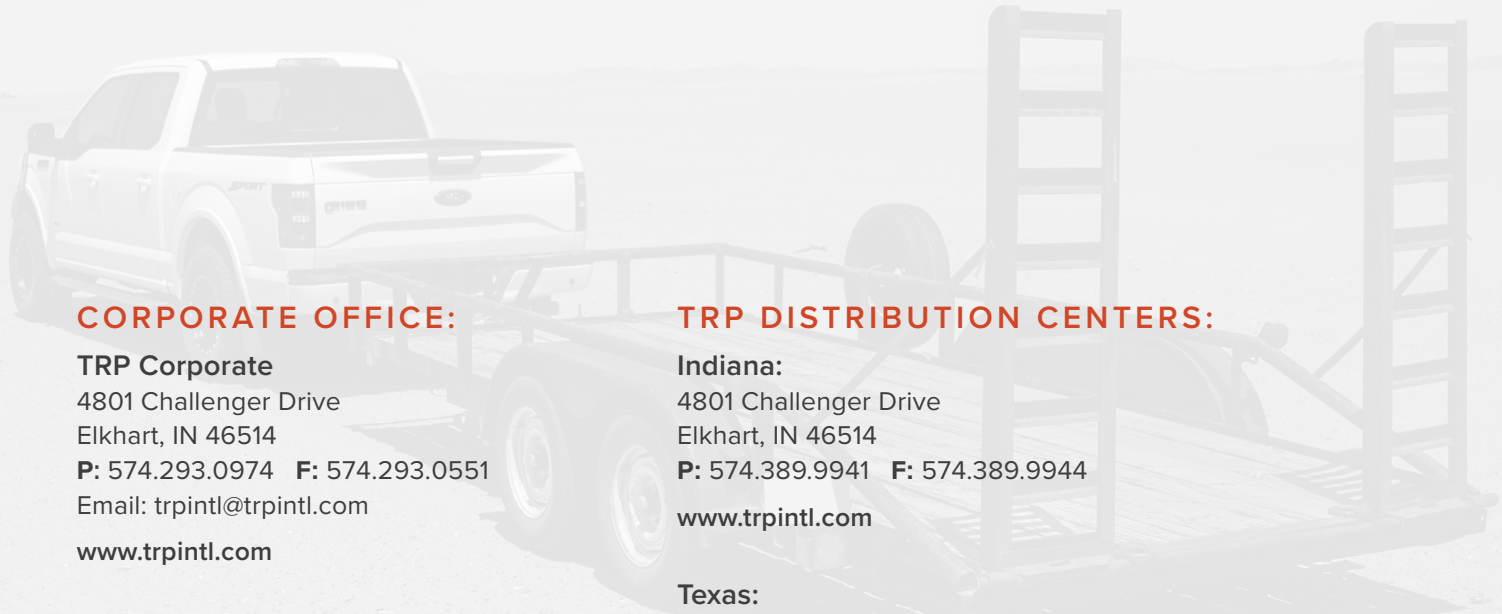 SPORT
CORPORATE OFFICE:
TRP Corporate
4801 Challenger Drive
Elkhart, IN 46514
P: 574.293.0974 F: 574.293.0551
Email: trpintl@trpintl.com
www.trpintl.com
TRP DISTRIBUTION CENTERS:
Indiana:
4801 Challenger Drive
Elkhart, IN 46514
P: 574.389.9941 F: 574.389.9944
www.trpintl.com
Texas: